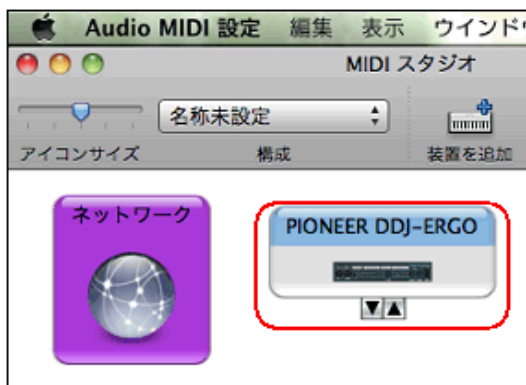 Audio MIDI 設定 編集 表示 ウインドウ
MIDI スタジオ
名称未設定
アイコンサイズ 構成 装置を追加
ネットワーク
PIONEER DDJ-ERGO